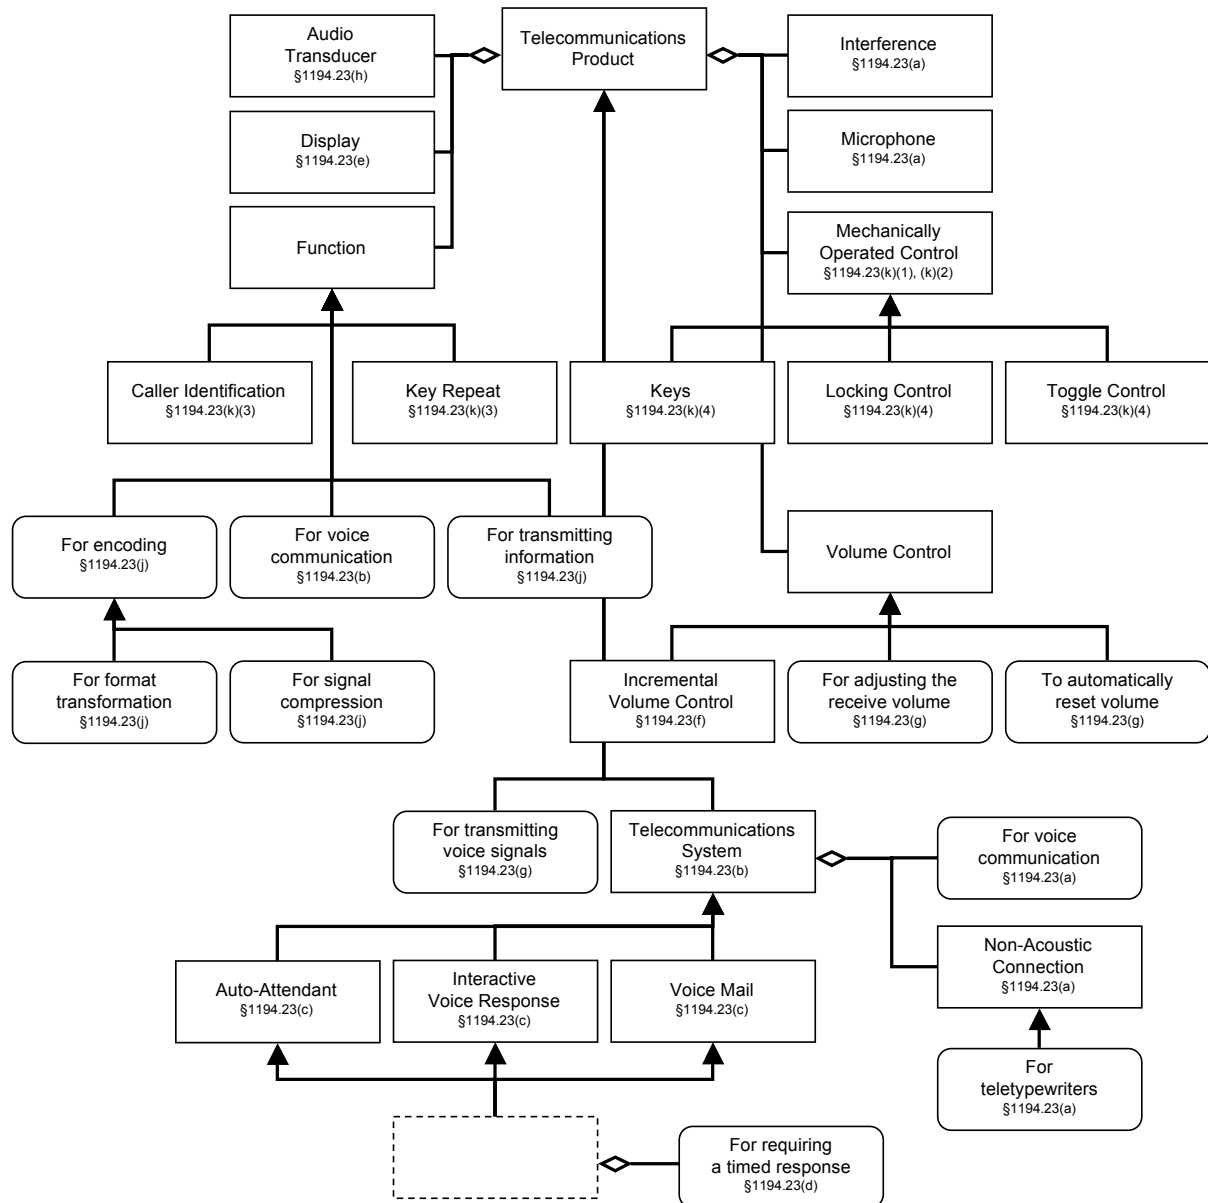 Audio
Transducer
§1194.23(h)
Telecommunications
Product
Interference
§1194.23(a)
Display
§1194.23(e)
Microphone
§1194.23(a)
Function
Mechanically
Operated Control
§1194.23(k)(1), (k)(2)
Caller Identification
§1194.23(k)(3)
Key Repeat
§1194.23(k)(3)
Keys
§1194.23(k)(4)
Locking Control
§1194.23(k)(4)
Toggle Control
§1194.23(k)(4)
For encoding
§1194.23(j)
For voice
communication
§1194.23(b)
For transmitting
information
§1194.23(j)
Volume Control
For format
transformation
§1194.23(j)
For signal
compression
§1194.23(j)
Incremental
Volume Control
§1194.23(f)
For adjusting the
receive volume
§1194.23(g)
To automatically
reset volume
§1194.23(g)
For transmitting
voice signals
§1194.23(g)
Telecommunications
System
§1194.23(b)
For voice
communication
§1194.23(a)
Auto-Attendant
§1194.23(c)
Interactive
Voice Response
§1194.23(c)
Voice Mail
§1194.23(c)
Non-Acoustic
Connection
§1194.23(a)
For
teletypewriters
§1194.23(a)
For requiring
a timed response
§1194.23(d)